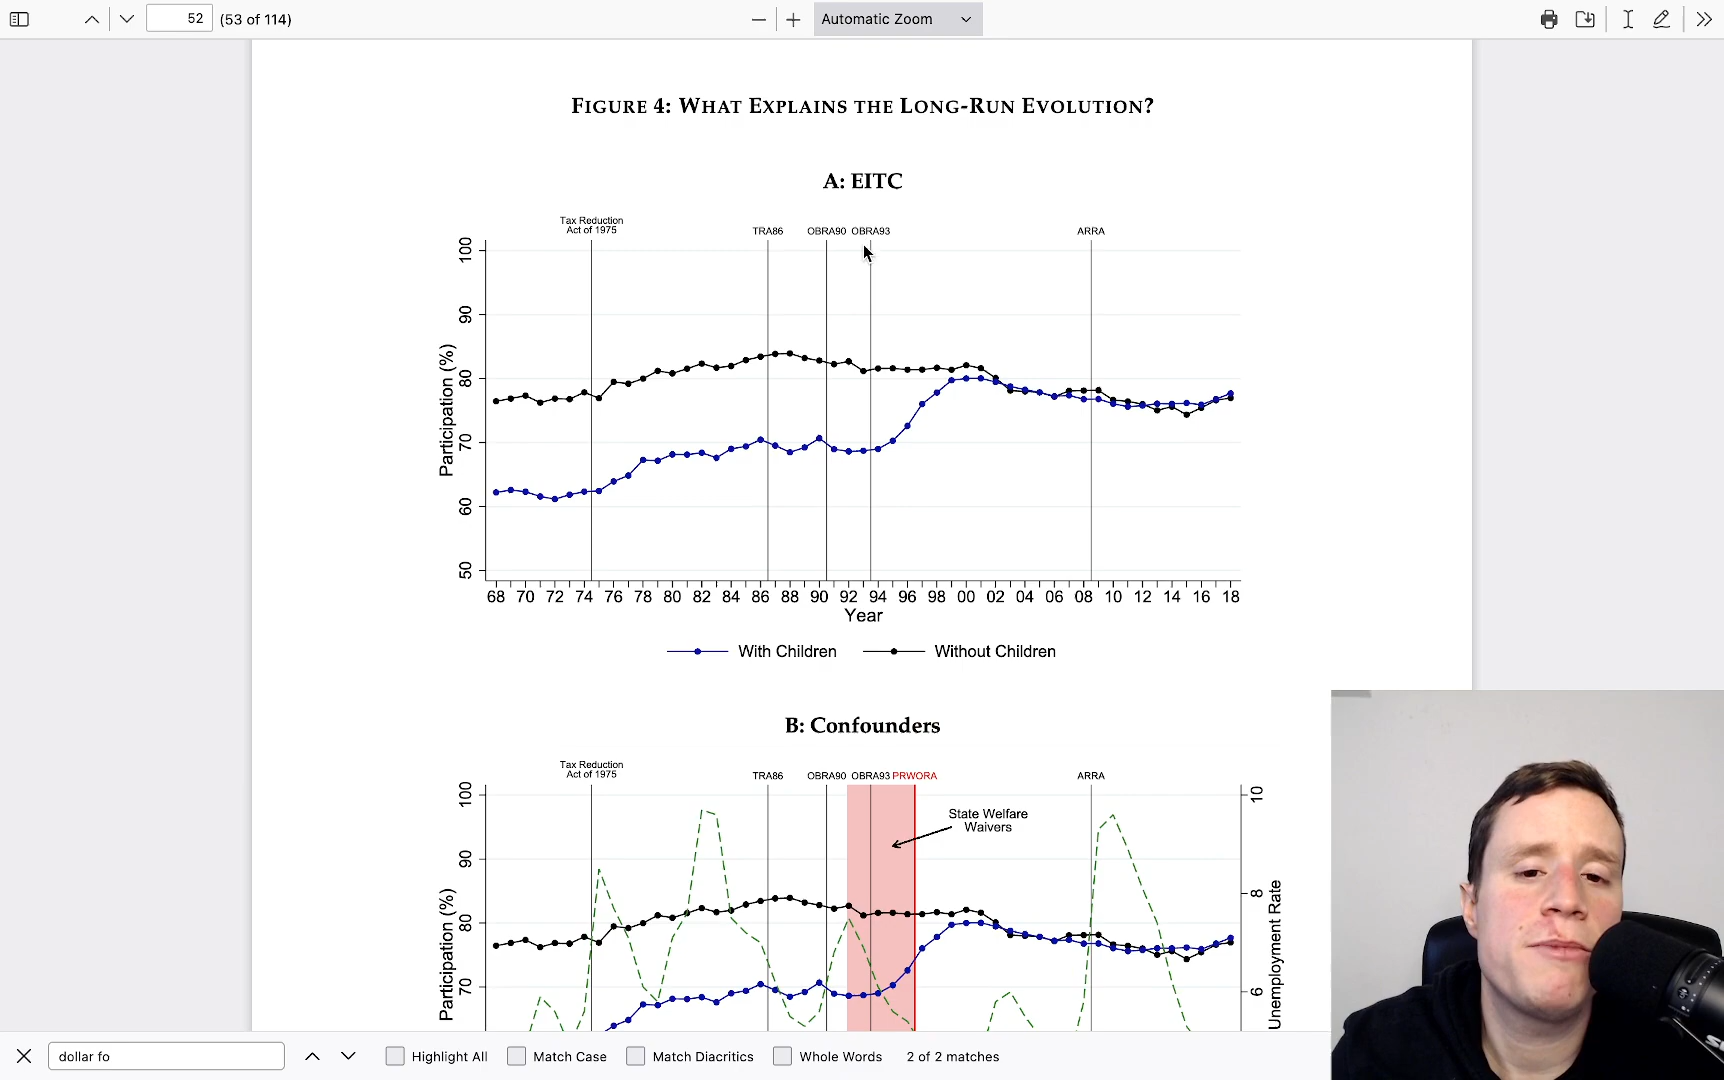 52 (53 of 114) Automatic Zoom
FIGURE 4: WHAT EXPLAINS THE LONG-RUN EVOLUTION?
A: EITC
Tax Reduction
Act of 1975 TRA86 OBRA90 OBRA93 ARRA
100
90
80
70
60
50
Participation (%)
68 70 72 74 76 78 80 82 84 86 88 90 92 94 96 98 00 02 04 06 08 10 12 14 16 18
Year
With Children Without Children
B: Confounders
Tax Reduction
Act of 1975 TRA86 OBRA90 OBRA93 PRWORA ARRA
100 10
State Welfare
Waivers
90
8
80
70
6
Participation (%)
Unemployment Rate
dollar fo Highlight All Match Case Match Diacritics Whole Words 2 of 2 matches